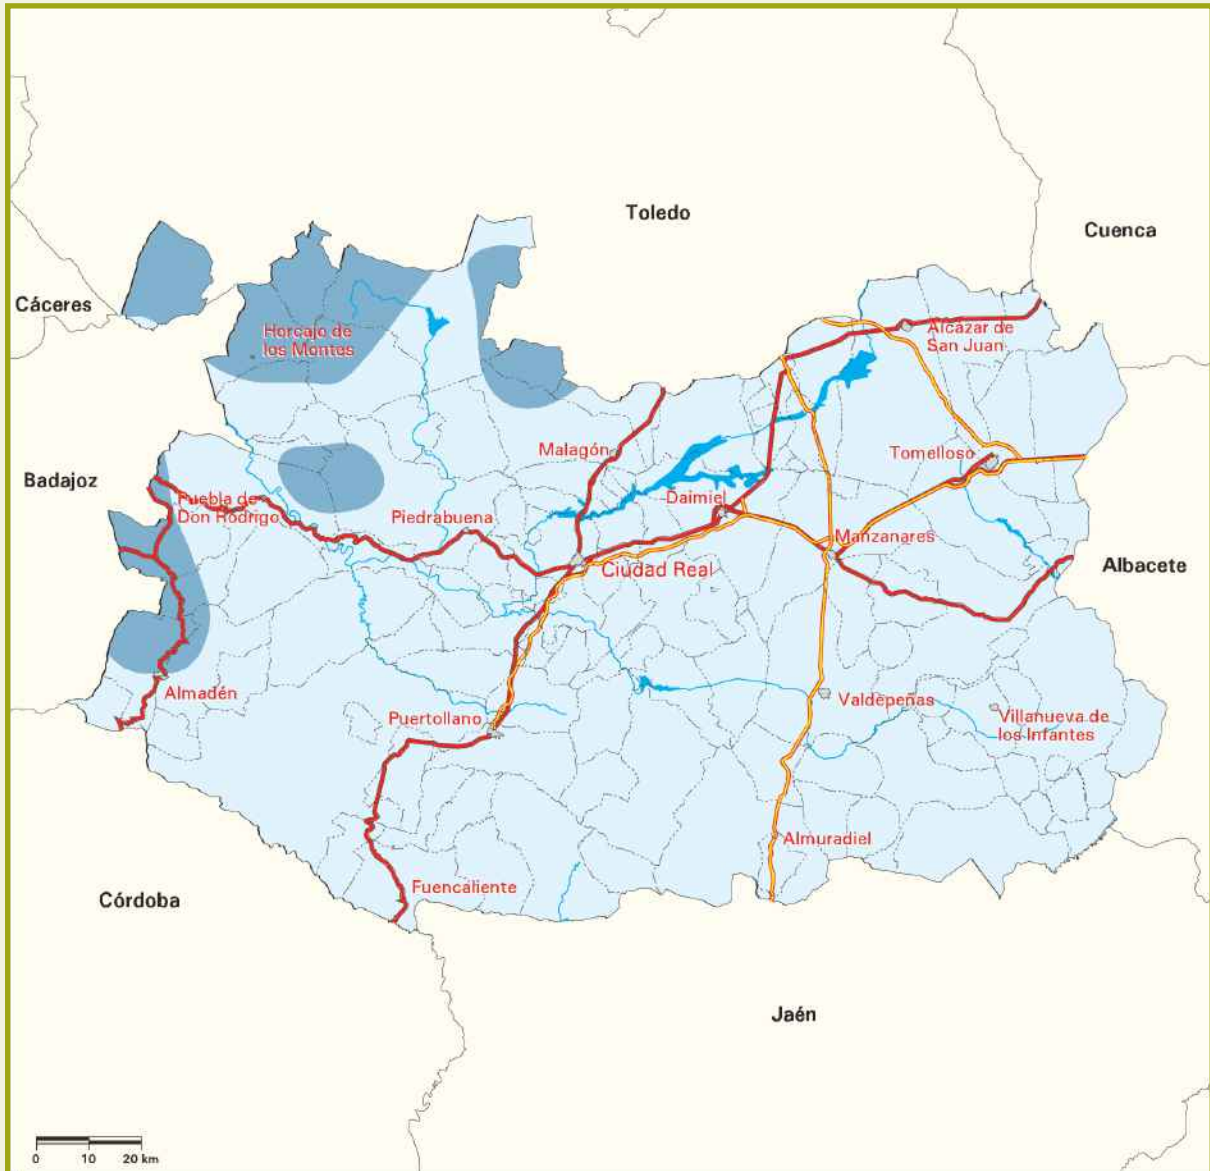 Toledo
Cuenca
Cáceres
Horcajo de
los Montes
Alcázar de
San Juan
Malagón
Tomelloso
Badajoz
Puebla de
Don Rodrigo
Daimiel
Piedrabuena
Manzanares
Ciudad Real
Albacete
Almadén
Valdepeñas
Puertollano
Villanueva de
los Infantes
Almuradiel
Fuencaliente
Córdoba
Jaén
0 10 20 km